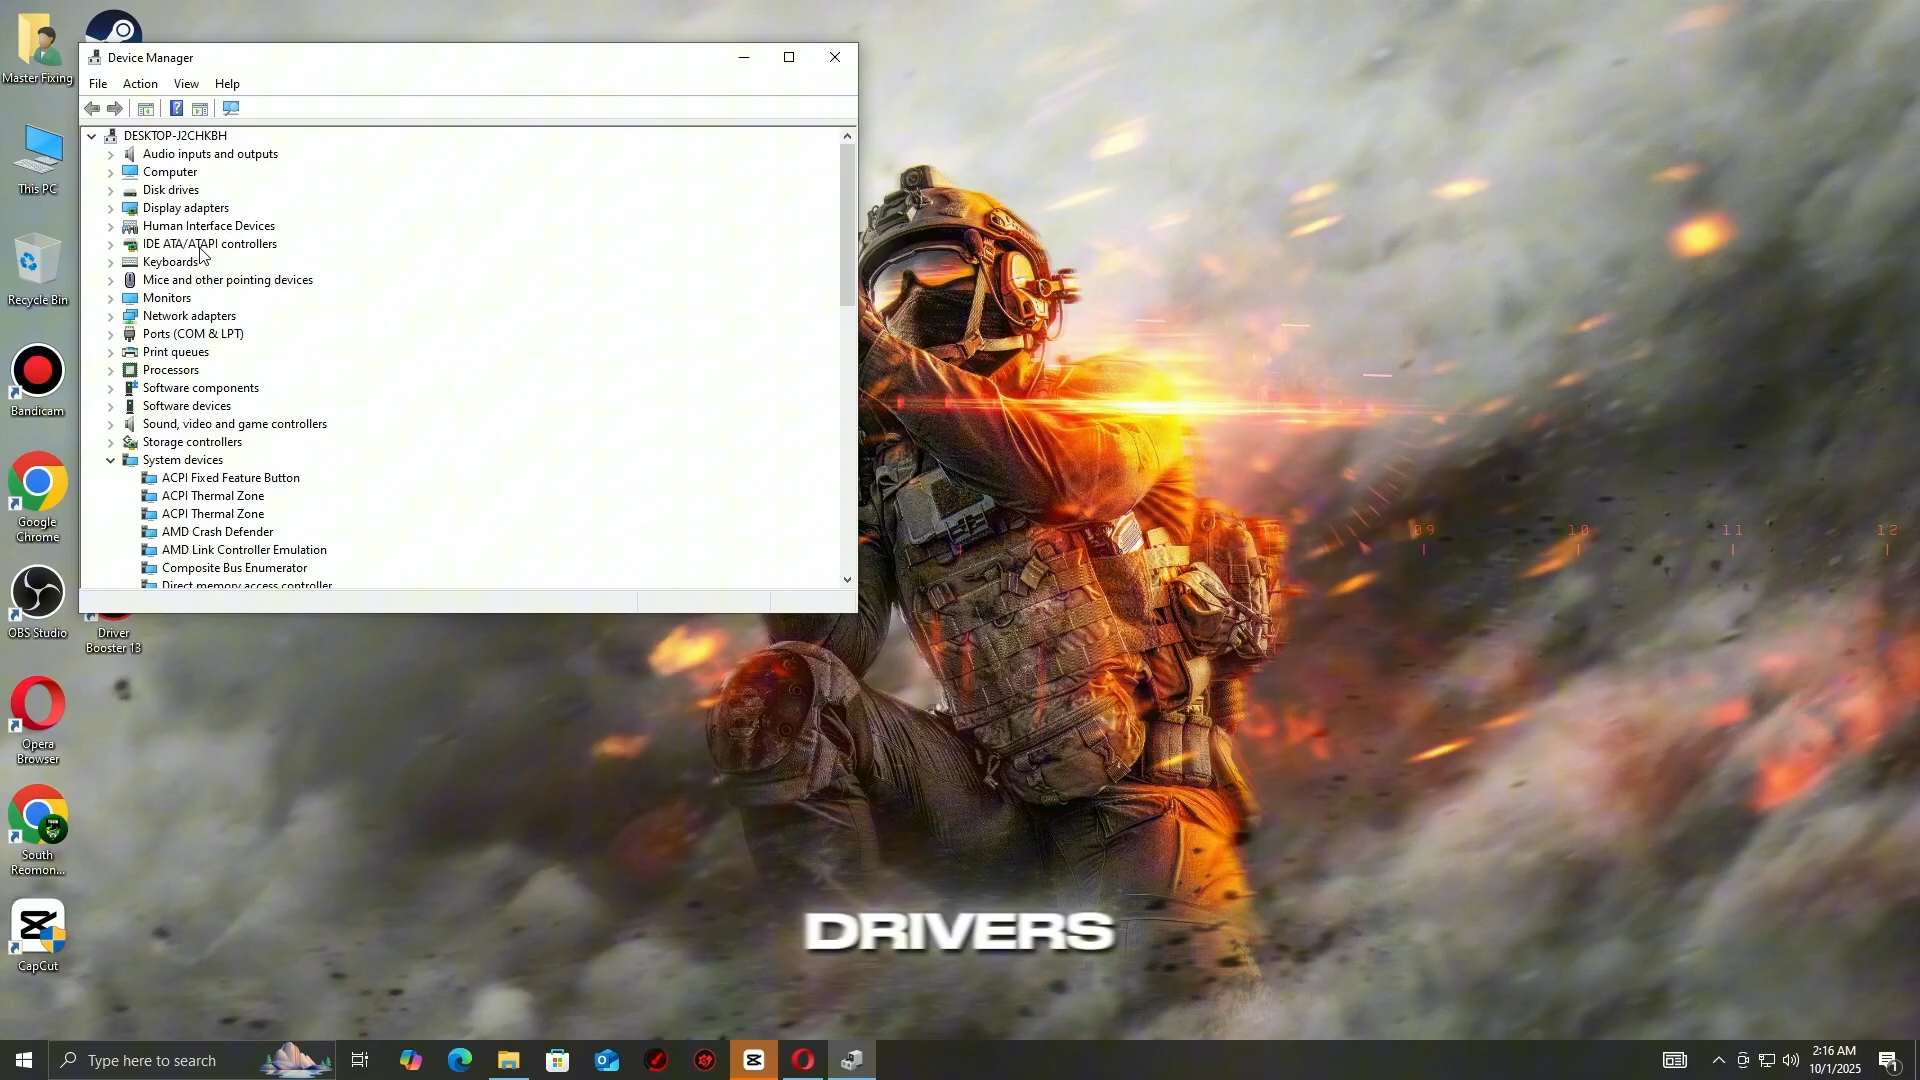 Device Manager
File Action View Help
DESKTOP-J2CHKBH
Audio inputs and outputs
Computer
Disk drives
Display adapters
Human Interface Devices
IDE ATA/ATAPI controllers
Keyboards
Mice and other pointing devices
Monitors
Network adapters
Ports (COM & LPT)
Print queues
Processors
Software components
Software devices
Sound, video and game controllers
Storage controllers
System devices
ACPI Fixed Feature Button
ACPI Thermal Zone
ACPI Thermal Zone
AMD Crash Defender
AMD Link Controller Emulation
Composite Bus Enumerator
Direct memory access controller
Master Fixing
This PC
Recycle Bin
Bandicam
Google
Chrome
OBS Studio
Driver
Booster 13
Opera
Browser
South
Reomon...
CapCut
09 10 11 12
DRIVERS
Type here to search
2:16 AM
10/1/2025
1